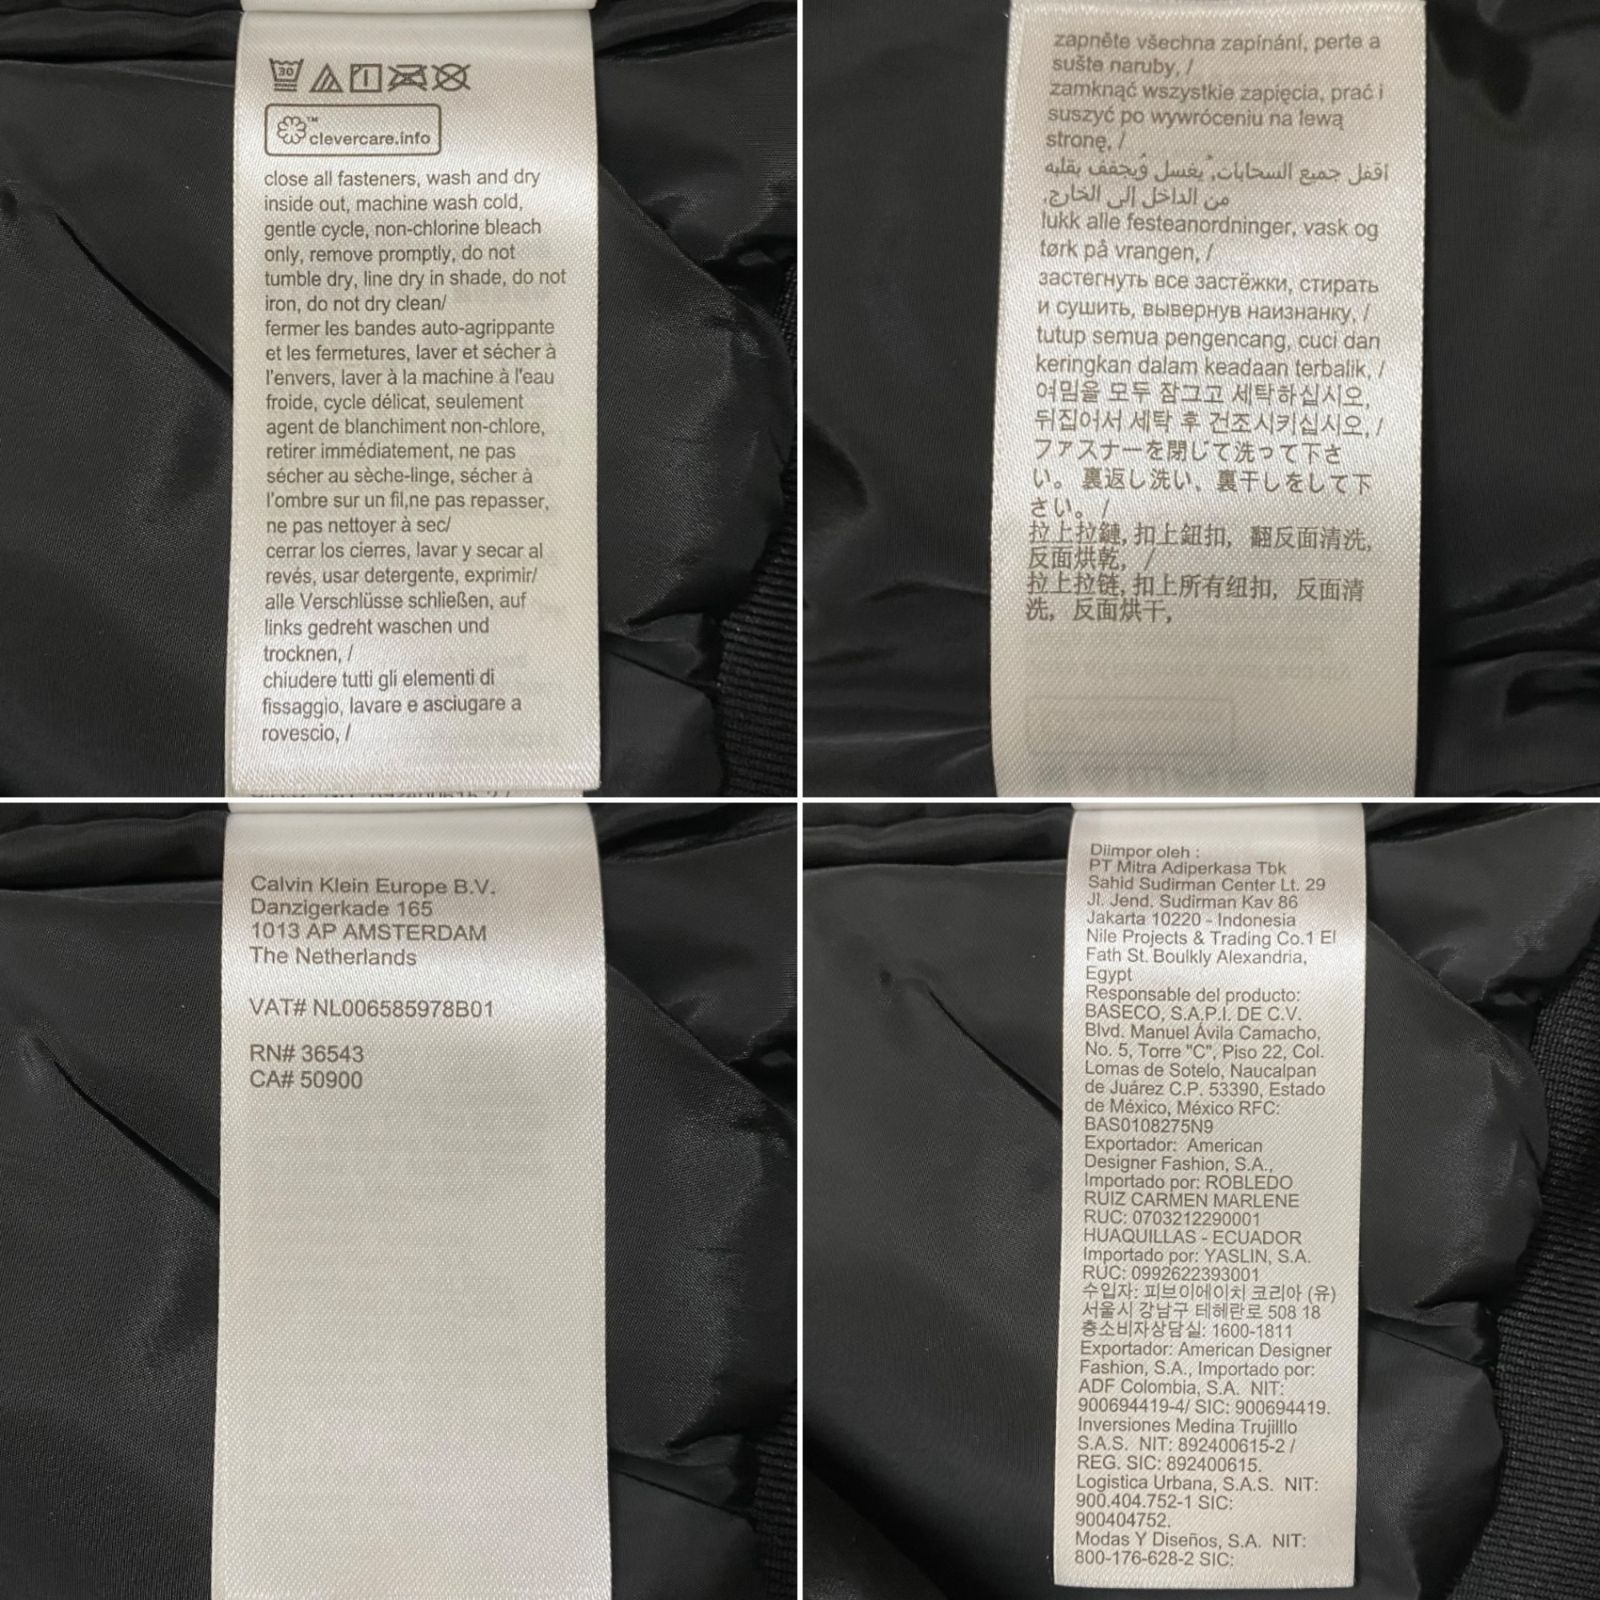 30
™
clevercare.info
close all fasteners, wash and dry
inside out, machine wash cold,
gentle cycle, non-chlorine bleach
only, remove promptly, do not
tumble dry, line dry in shade, do not
iron, do not dry clean/
fermer les bandes auto-agrippante
et les fermetures, laver et sécher à
l'envers, laver à la machine à l'eau
froide, cycle délicat, seulement
agent de blanchiment non-chlore,
retirer immédiatement, ne pas
sécher au sèche-linge, sécher à
l'ombre sur un fil,ne pas repasser,
ne pas nettoyer à sec/
cerrar los cierres, lavar y secar al
revés, usar detergente, exprimir/
alle Verschlüsse schließen, auf
links gedreht waschen und
trocknen, /
chiudere tutti gli elementi di
fissaggio, lavare e asciugare a
rovescio, /
zapněte všechna zapínání, perte a
sušte naruby, /
zamknąć wszystkie zapięcia, prać i
suszyć po wywróceniu na lewą
stronę, /
اقفل جميع السحابات, يُغسل ويُجفف بقلبه
من الداخل إلى الخارج,
lukk alle festeanordninger, vask og
tørk på vrangen, /
застегнуть все застёжки, стирать
и сушить, вывернув наизнанку, /
tutup semua pengencang, cuci dan
keringkan dalam keadaan terbalik, /
여밈을 모두 잠그고 세탁하십시오,
뒤집어서 세탁 후 건조시키십시오, /
ファスナーを閉じて洗って下さ
い。裏返し洗い、裏干しをして下
さい。 /
拉上拉鏈, 扣上鈕扣, 翻反面清洗,
反面烘乾, /
拉上拉链, 扣上所有纽扣, 反面清
洗, 反面烘干,
Calvin Klein Europe B.V.
Danzigerkade 165
1013 AP AMSTERDAM
The Netherlands
VAT# NL006585978B01
RN# 36543
CA# 50900
Diimpor oleh :
PT Mitra Adiperkasa Tbk
Sahid Sudirman Center Lt. 29
Jl. Jend. Sudirman Kav 86
Jakarta 10220 - Indonesia
Nile Projects & Trading Co.1 El
Fath St. Boulkly Alexandria,
Egypt
Responsable del producto:
BASECO, S.A.P.I. DE C.V.
Blvd. Manuel Ávila Camacho,
No. 5, Torre "C", Piso 22, Col.
Lomas de Sotelo, Naucalpan
de Juárez C.P. 53390, Estado
de México, México RFC:
BAS0108275N9
Exportador: American
Designer Fashion, S.A.,
Importado por: ROBLEDO
RUIZ CARMEN MARLENE
RUC: 0703212290001
HUAQUILLAS - ECUADOR
Importado por: YASLIN, S.A.
RUC: 0992622393001
수입자: 피브이에이치 코리아 (유)
서울시 강남구 테헤란로 508 18
층소비자상담실: 1600-1811
Exportador: American Designer
Fashion, S.A., Importado por:
ADF Colombia, S.A. NIT:
900694419-4/ SIC: 900694419.
Inversiones Medina Trujilllo
S.A.S. NIT: 892400615-2 /
REG. SIC: 892400615.
Logistica Urbana, S.A.S. NIT:
900.404.752-1 SIC:
900404752.
Modas Y Diseños, S.A. NIT:
800-176-628-2 SIC: